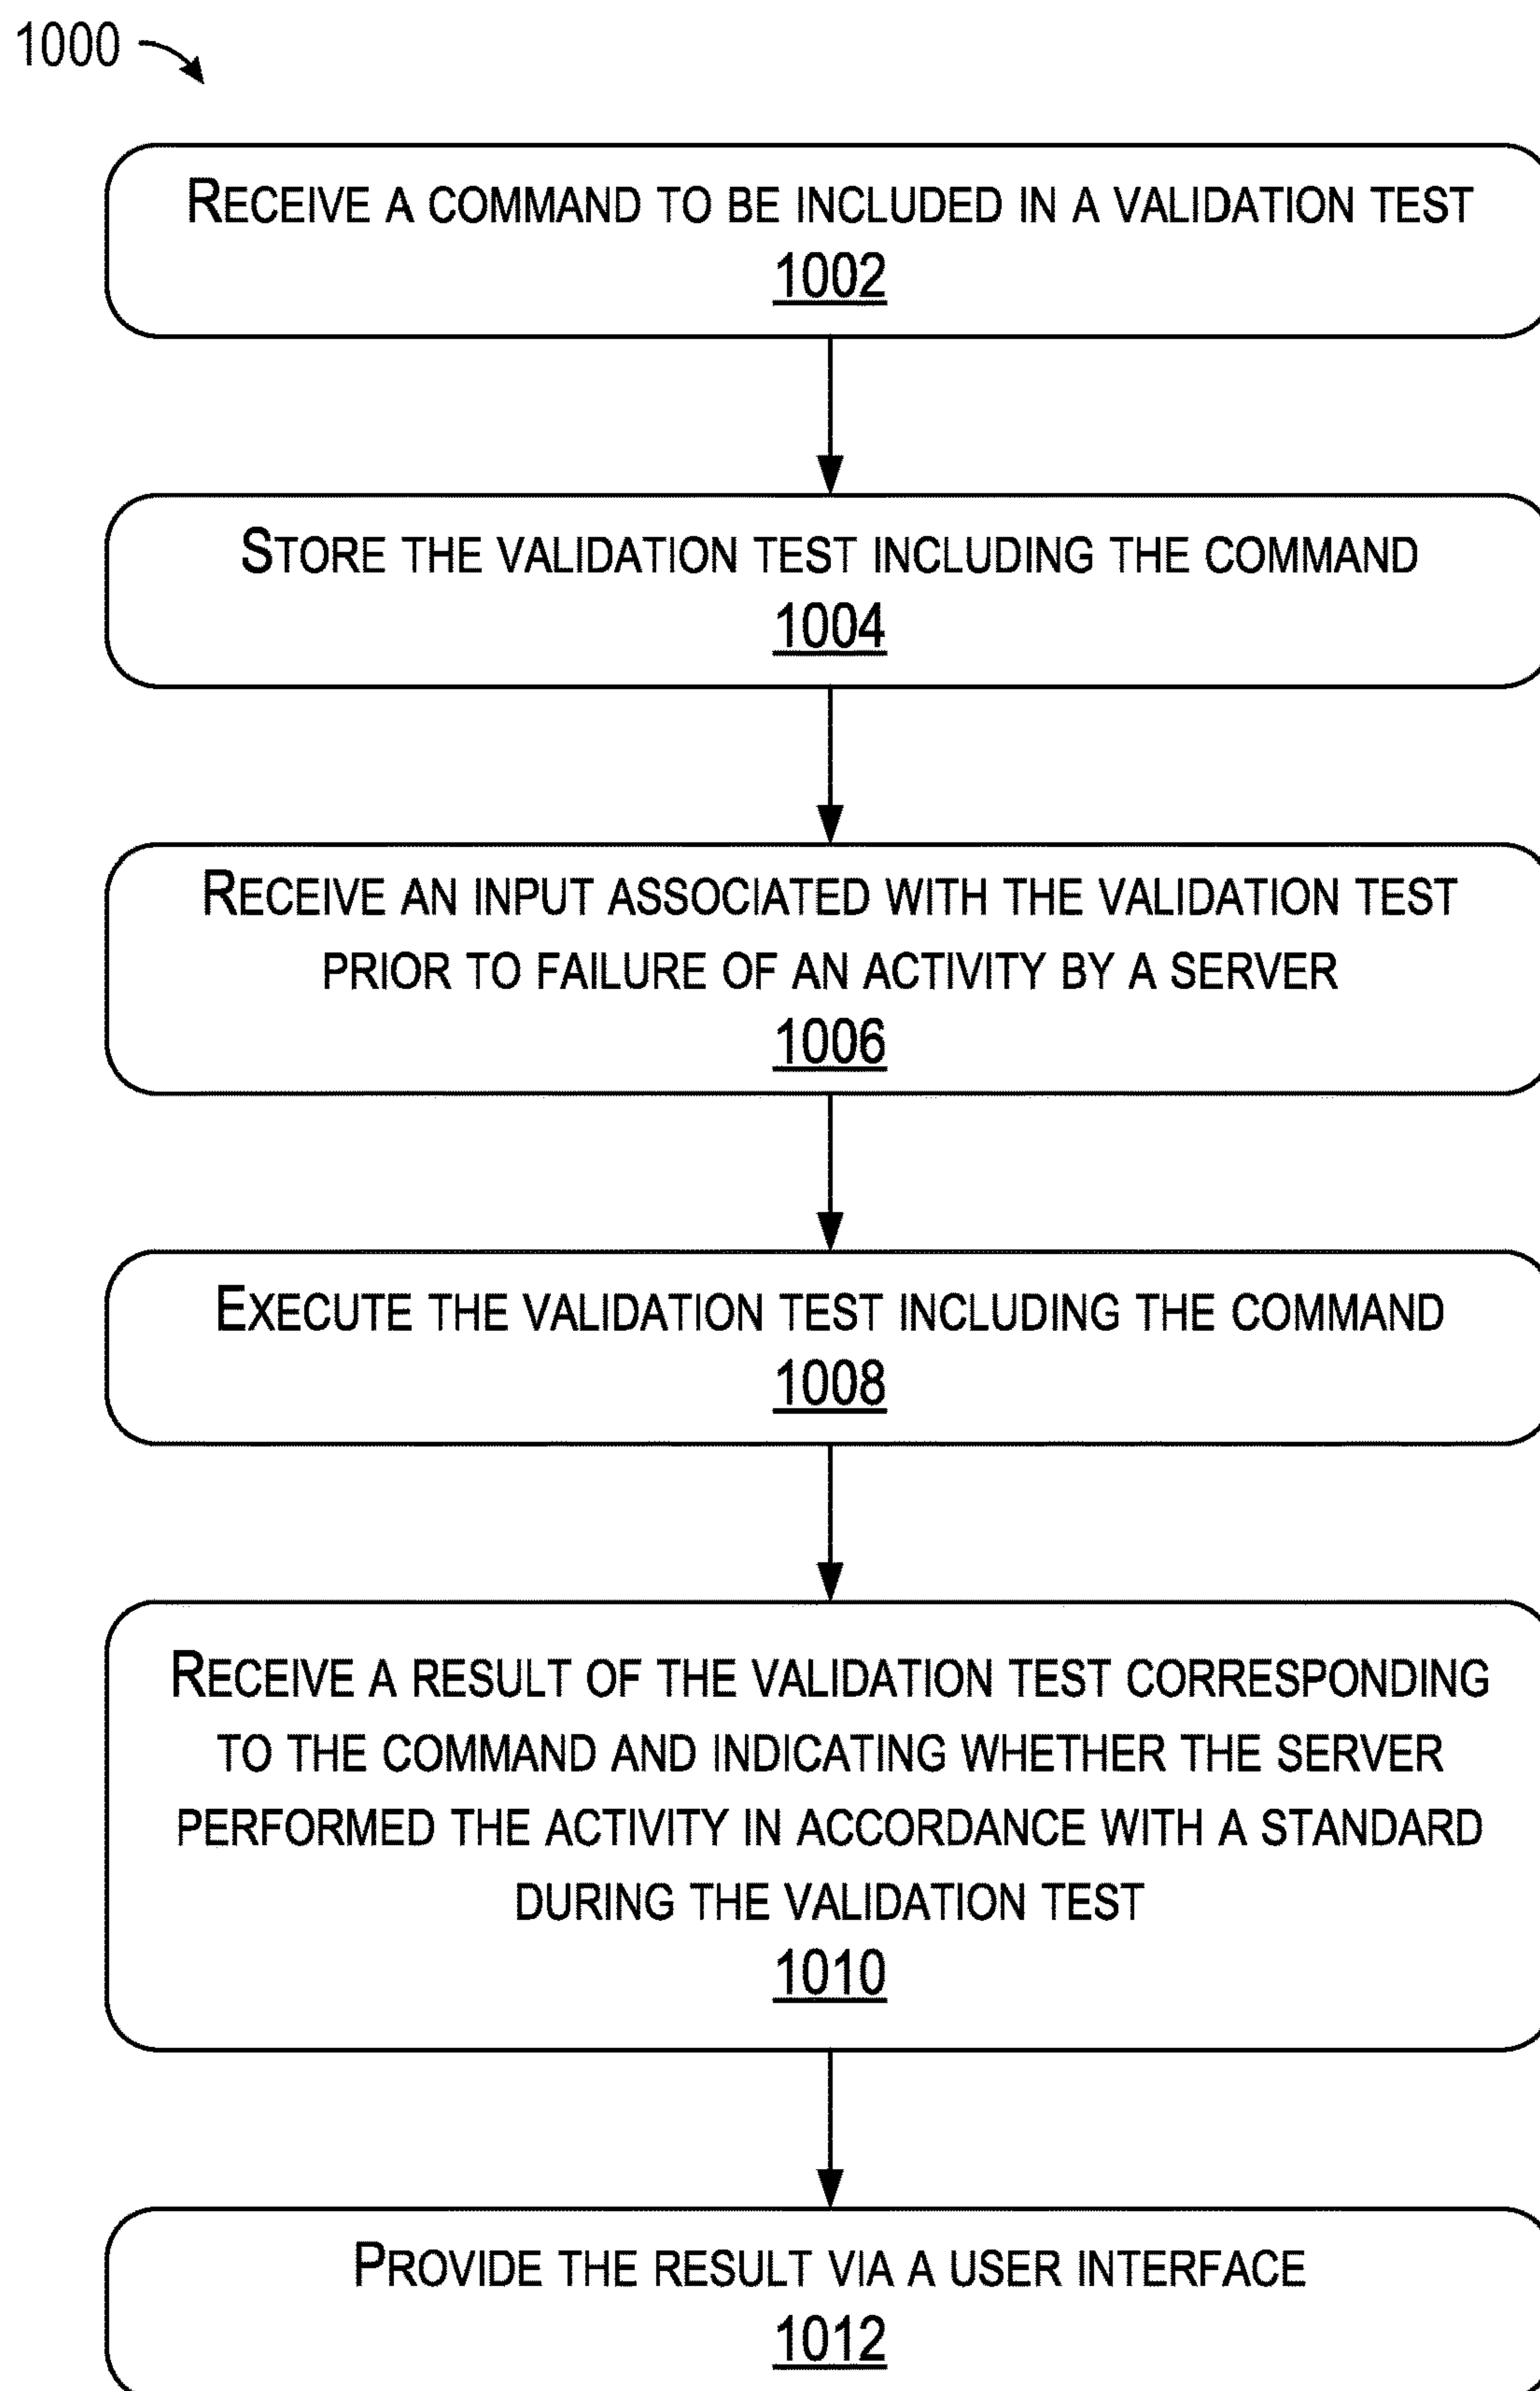 1000
RECEIVE A COMMAND TO BE INCLUDED IN A VALIDATION TEST
1002
STORE THE VALIDATION TEST INCLUDING THE COMMAND
1004
RECEIVE AN INPUT ASSOCIATED WITH THE VALIDATION TEST
PRIOR TO FAILURE OF AN ACTIVITY BY A SERVER
1006
EXECUTE THE VALIDATION TEST INCLUDING THE COMMAND
1008
RECEIVE A RESULT OF THE VALIDATION TEST CORRESPONDING
TO THE COMMAND AND INDICATING WHETHER THE SERVER
PERFORMED THE ACTIVITY IN ACCORDANCE WITH A STANDARD
DURING THE VALIDATION TEST
1010
PROVIDE THE RESULT VIA A USER INTERFACE
1012